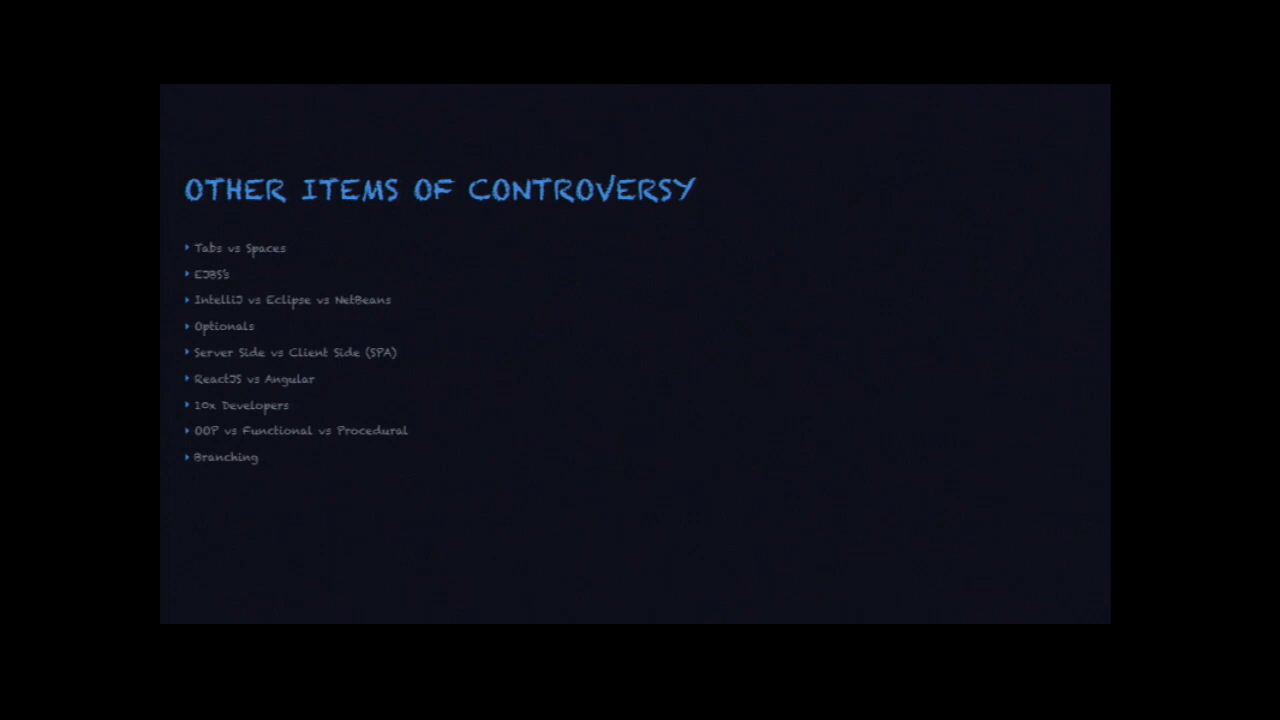 OTHER ITEMS OF CONTROVERSY
Tabs vs Spaces
EJB5's
IntelliJ vs Eclipse vs NetBeans
Optionals
Server Side vs Client Side (SPA)
ReactJS vs Angular
10x Developers
OOP vs Functional vs Procedural
Branching